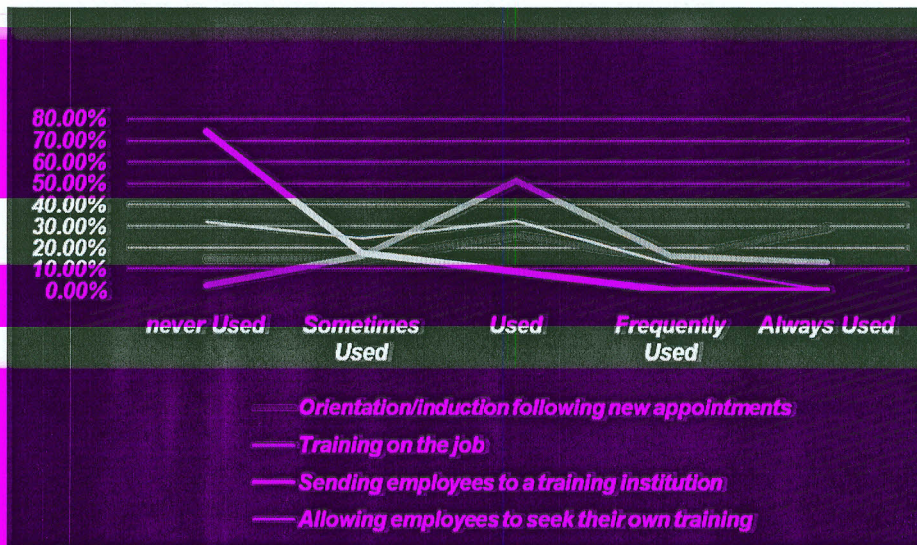 80.00%
70.00%
60.00%
50.00%
40.00%
30.00%
20.00%
10.00%
0.00%
never Used Sometimes Used Used Frequently Used Always Used
Orientation/induction following new appointments
Training on the job
Sending employees to a training institution
Allowing employees to seek their own training